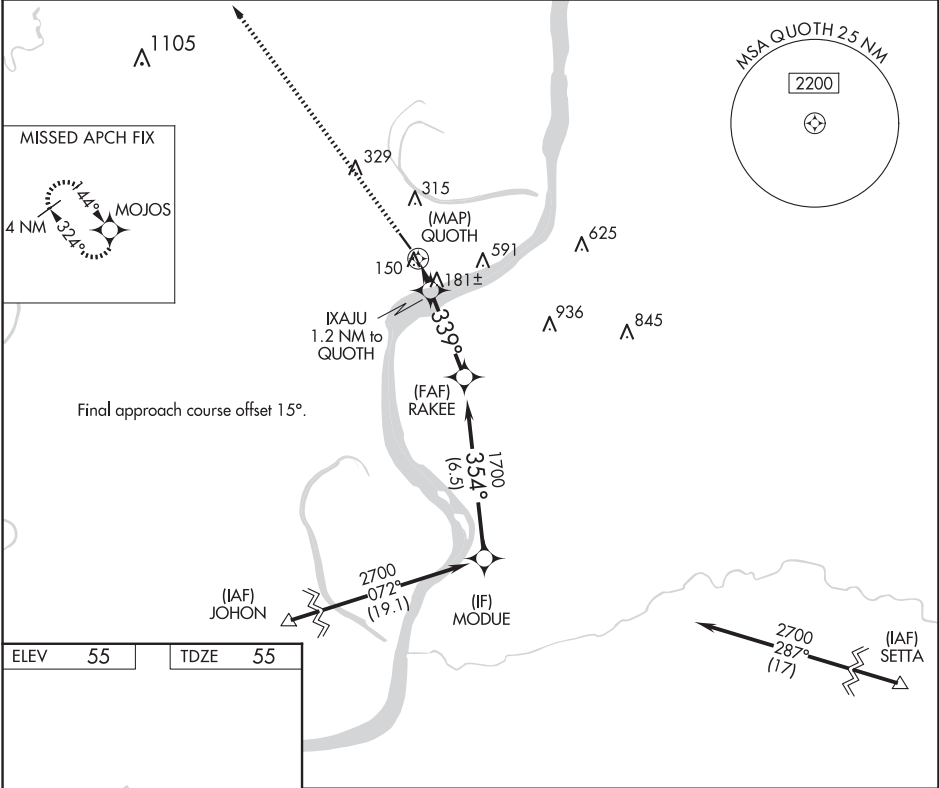 1105
MSA QUOTH 25 NM
2200
MISSED APCH FIX
144°
MOJOS
4 NM
324°
329
315
(MAP)
QUOTH
625
591
150
181±
IXAJU
1.2 NM to
QUOTH
339°
936
845
(FAF)
RAKEE
Final approach course offset 15°.
1700
354°
(6.5)
2700
072°
(19.1)
(IAF)
JOHON
(IF)
MODUE
2700
287°
(17)
(IAF)
SETTA
ELEV 55
TDZE 55